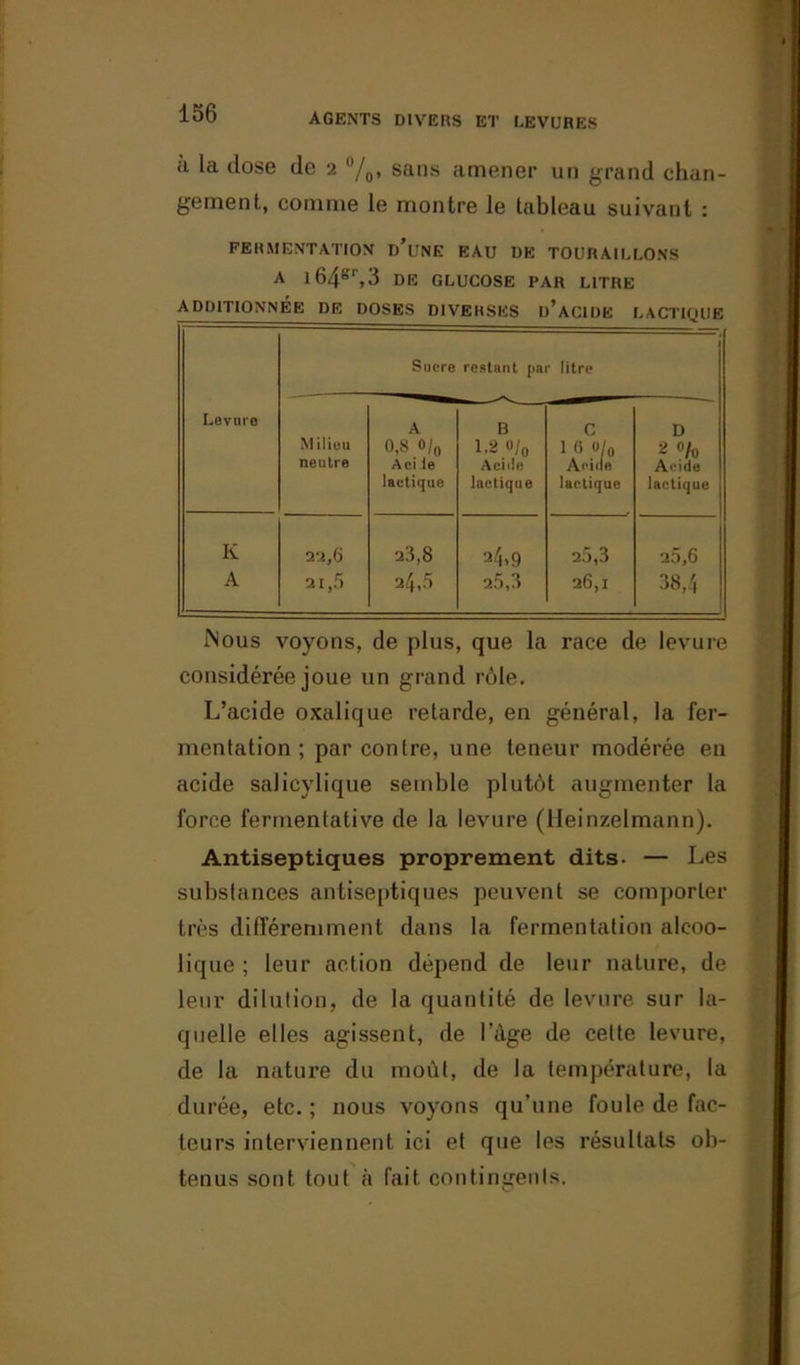 156 AGENTS DIVERS ET LEVURES
à la dose de 2 %, sans amener un grand chan-
gement, comme le montre le tableau suivant :
FERMENTATION D'UNE EAU DE TOURAILLONS
A 164gr,3 DE GLUCOSE PAR LITRE
ADDITIONNÉE DE DOSES DIVERSES D'ACIDE LACTIQUE
Sucre restant par litre
Levure
Milieu neutre
A 0,8 % Acide lactique
B 1.2 % Acide lactique
C 1 6 % Acide lactique
D 2 % Acide lactique
K 22,6 23,8 24,9 25,3 25,6
A 21,5 24,5 25,3 26,1 38,4
Nous voyons, de plus, que la race de levure
considérée joue un grand rôle.
L'acide oxalique retarde, en général, la fer-
mentation ; par contre, une teneur modérée en
acide salicylique semble plutôt augmenter la
force fermentative de la levure (Heinzelmann).
Antiseptiques proprement dits. — Les
substances antiseptiques peuvent se comporter
très différemment dans la fermentation alcoo-
lique ; leur action dépend de leur nature, de
leur dilution, de la quantité de levure sur la-
quelle elles agissent, de l'âge de cette levure,
de la nature du moût, de la température, la
durée, etc. ; nous voyons qu'une foule de fac-
teurs interviennent ici et que les résultats ob-
tenus sont tout à fait contingents.